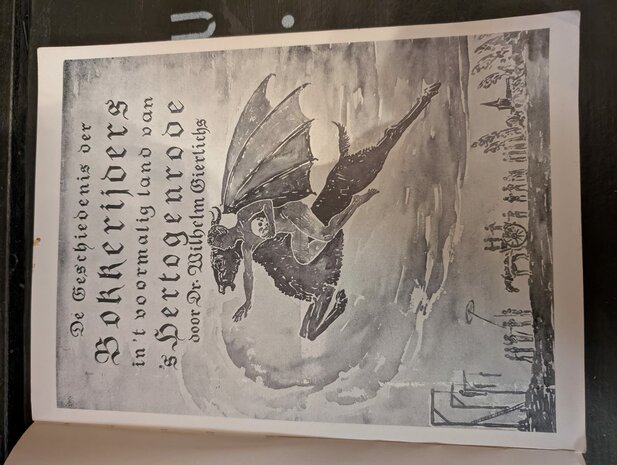 De Geschiedenis der
Bokkerijders
in't voormalig land van
's Hertogenrode
door Dr. Wilhelm Gierlichs
U